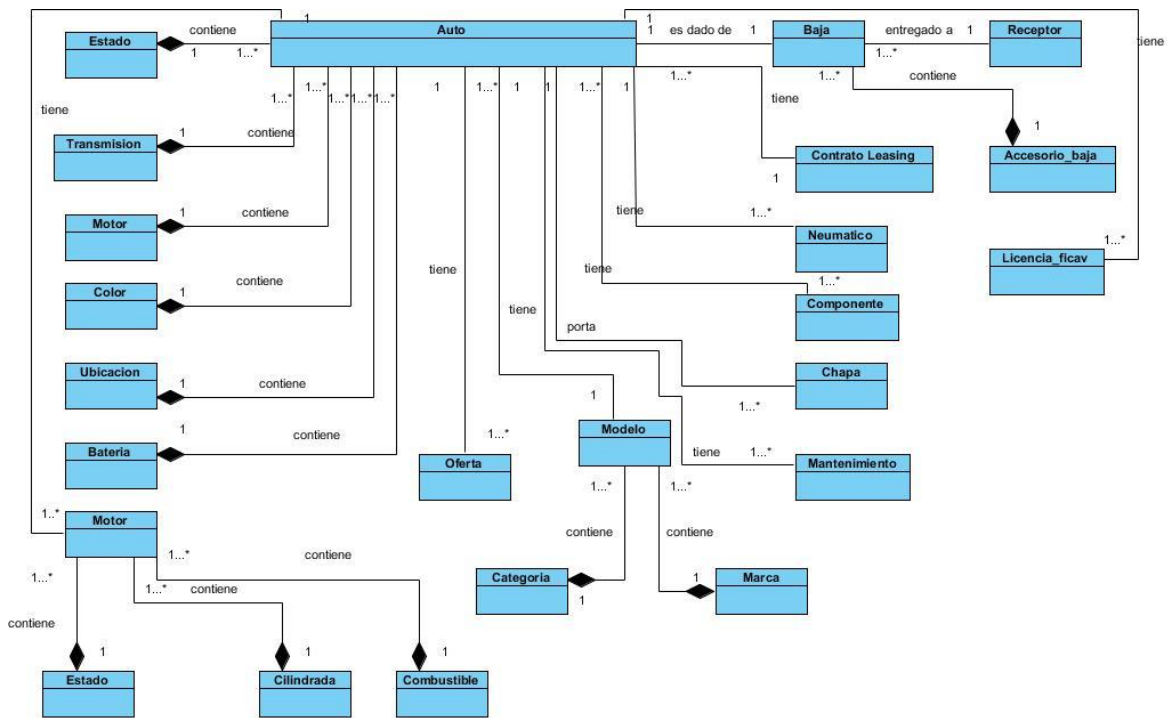 1
1
Estado
contiene
1
1...*
Auto
1
es dado de
1
Baja
entregado a
1
1...*
Receptor
tiene
tiene
1...*
1...*
1...*
1...*
1...*
1
1...*
1
1
1...*
1
1...*
1...*
contiene
Transmision
1
contiene
tiene
Contrato Leasing
1
1
Accesorio_baja
Motor
1
contiene
tiene
1...*
Neumatico
1...*
Licencia_ficav
Color
1
contiene
tiene
tiene
1...*
Componente
tiene
porta
Ubicacion
1
contiene
Chapa
1
1...*
Bateria
1
contiene
1...*
Oferta
Modelo
tiene
1...*
Mantenimiento
1..*
Motor
1...*
1...*
1...*
contiene
contiene
contiene
1...*
1...*
contiene
Categoria
1
1
Marca
contiene
1
1
1
Estado
Cilindrada
Combustible